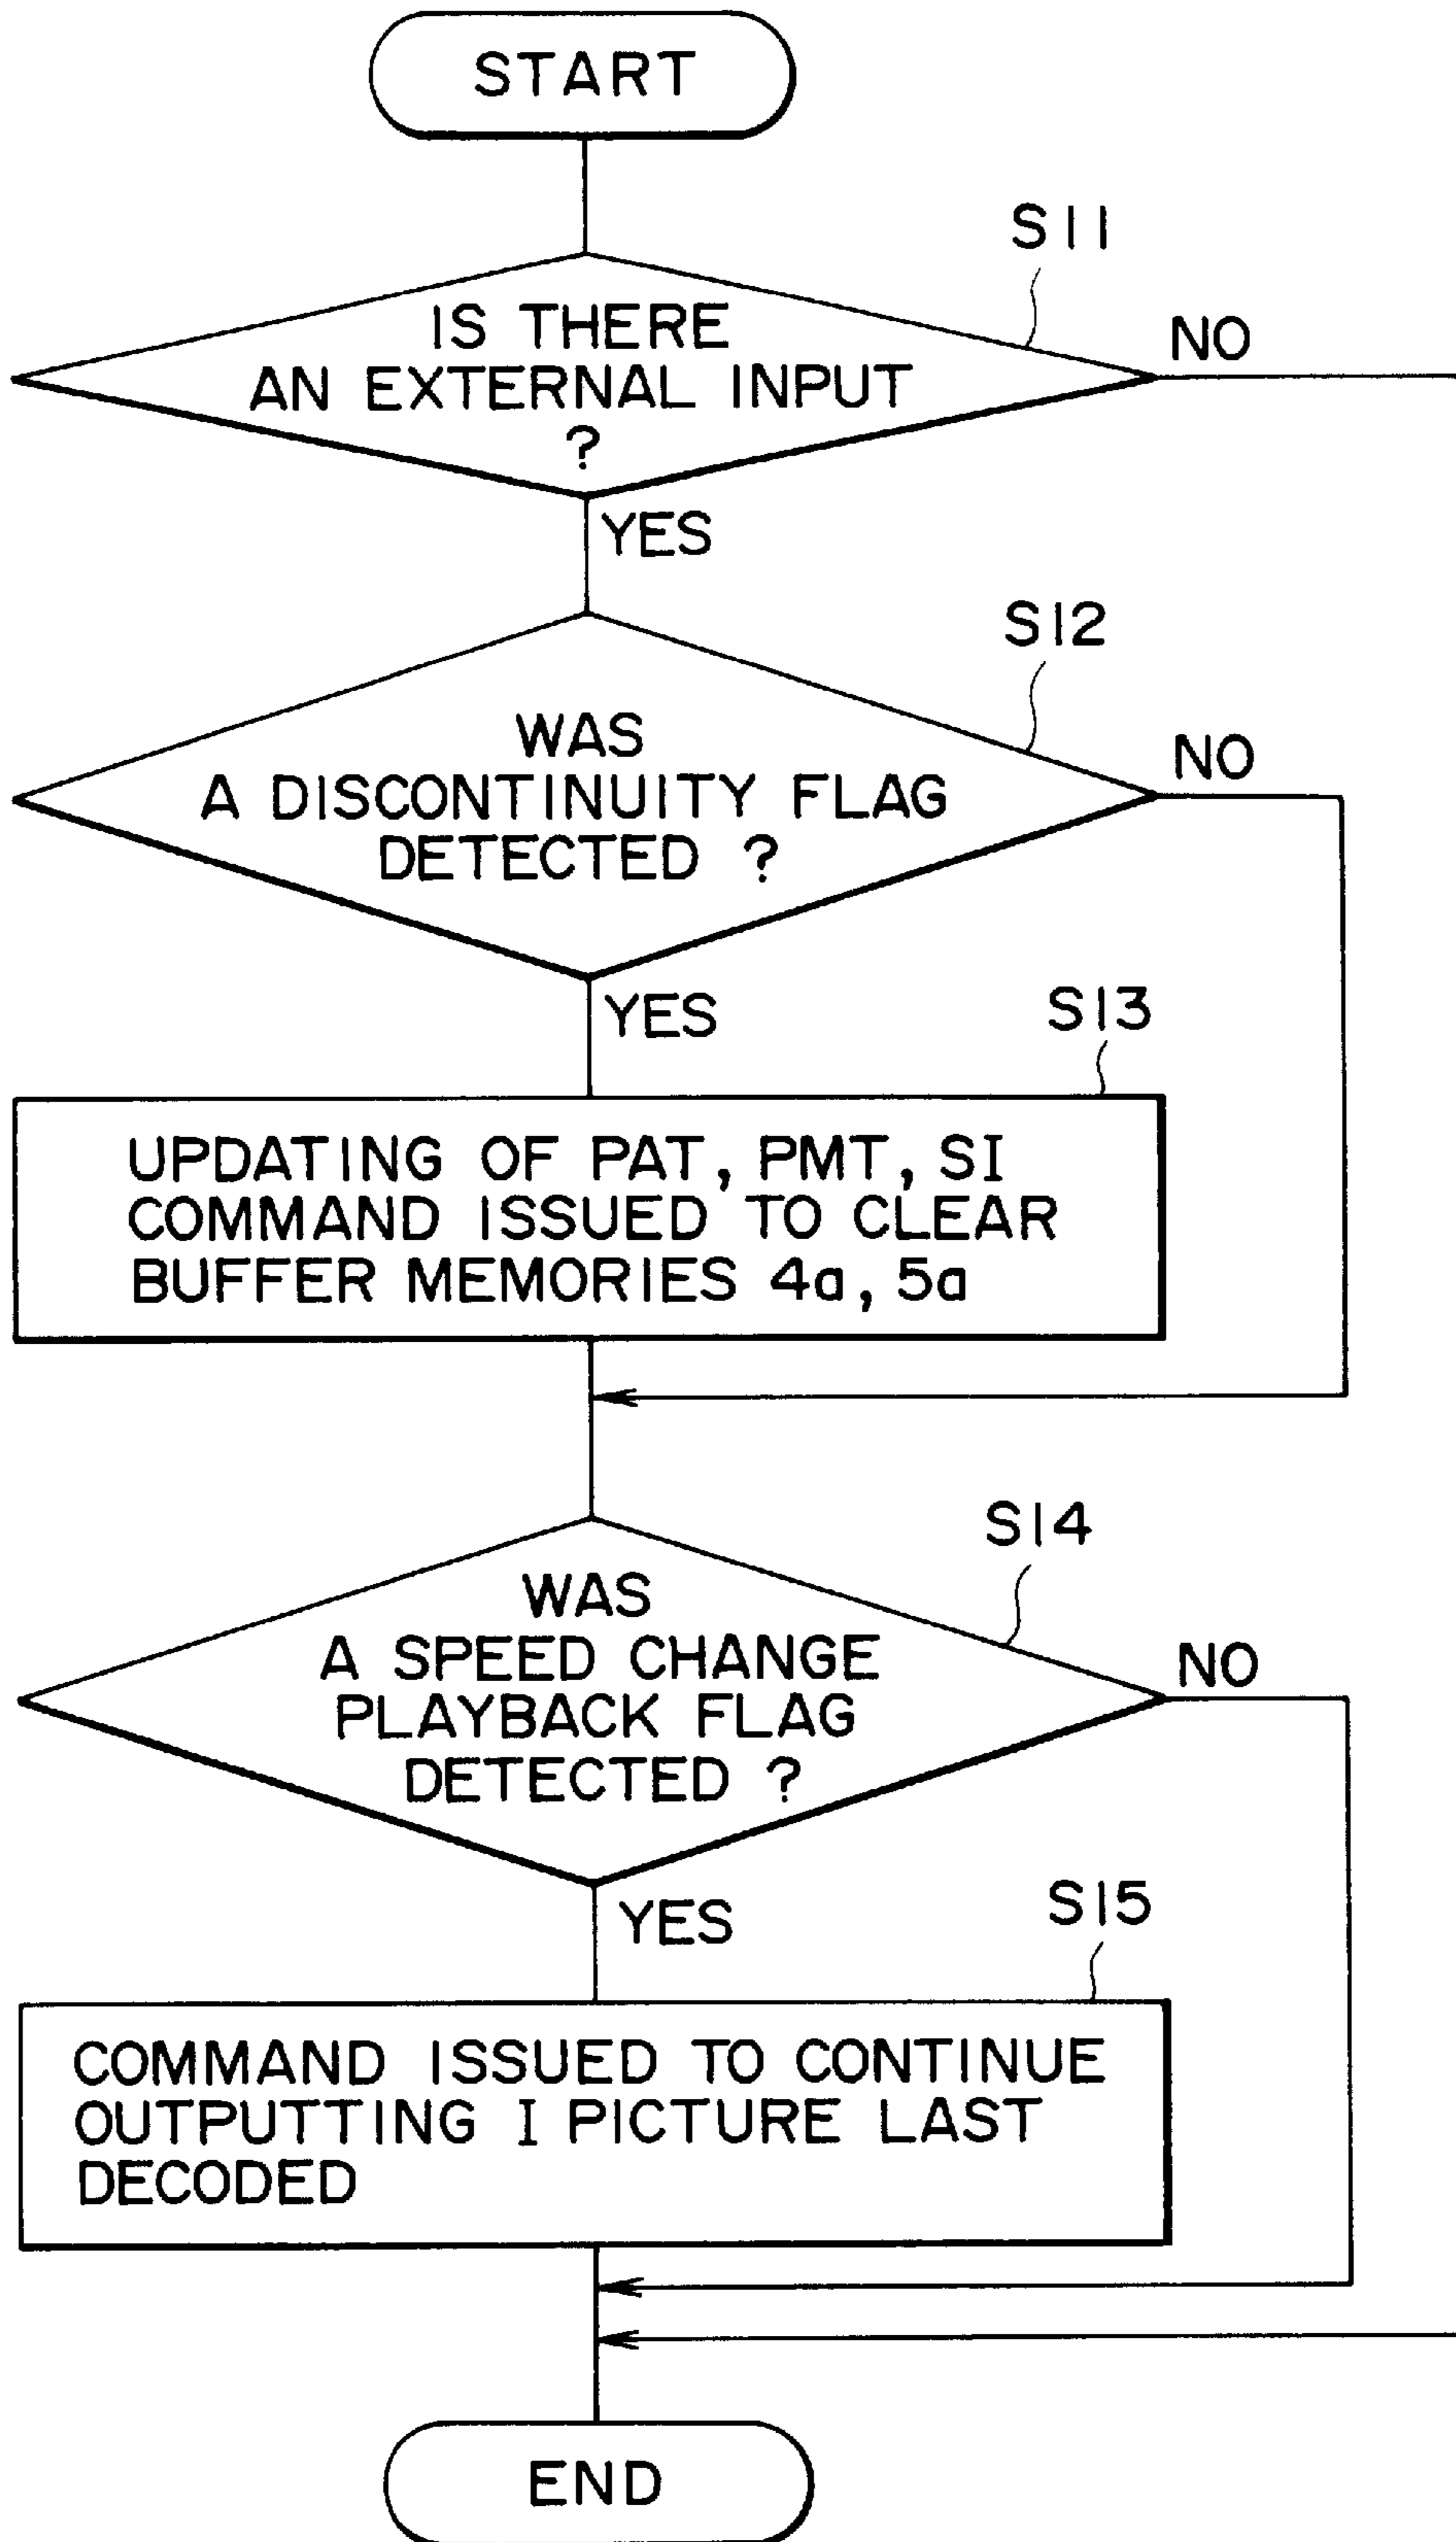 START
S11
IS THERE
AN EXTERNAL INPUT
?
NO
YES
S12
WAS
A DISCONTINUITY FLAG
DETECTED ?
NO
YES
S13
UPDATING OF PAT, PMT, SI
COMMAND ISSUED TO CLEAR
BUFFER MEMORIES 4a, 5a
S14
WAS
A SPEED CHANGE
PLAYBACK FLAG
DETECTED ?
NO
YES
S15
COMMAND ISSUED TO CONTINUE
OUTPUTTING I PICTURE LAST
DECODED
END